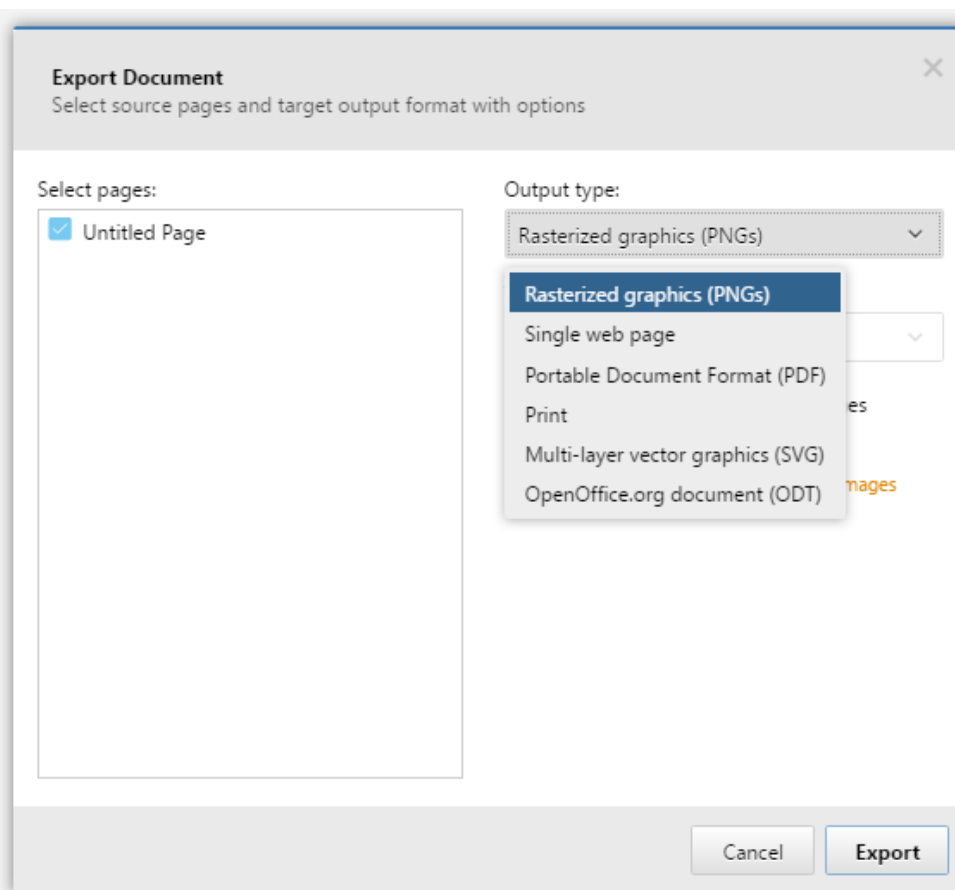 Export Document
Select source pages and target output format with options
Select pages:
Untitled Page
Output type:
Rasterized graphics (PNGs)
Rasterized graphics (PNGs)
Single web page
Portable Document Format (PDF)
Print
Multi-layer vector graphics (SVG)
OpenOffice.org document (ODT)
es
mages
Cancel
Export